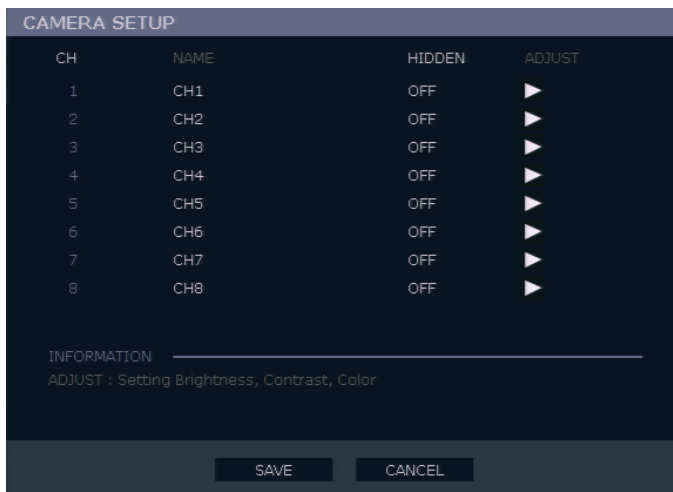 CAMERA SETUP
CH NAME HIDDEN ADJUST
1 CH1 OFF
2 CH2 OFF
3 CH3 OFF
4 CH4 OFF
5 CH5 OFF
6 CH6 OFF
7 CH7 OFF
8 CH8 OFF
INFORMATION
ADJUST : Setting Brightness, Contrast, Color
SAVE CANCEL